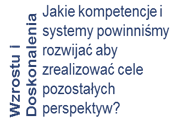 Wzrostu i
Doskonalenia
Jakie kompetencje i
systemy powinniśmy
rozwijać aby
zrealizować cele
pozostałych
perspektyw?